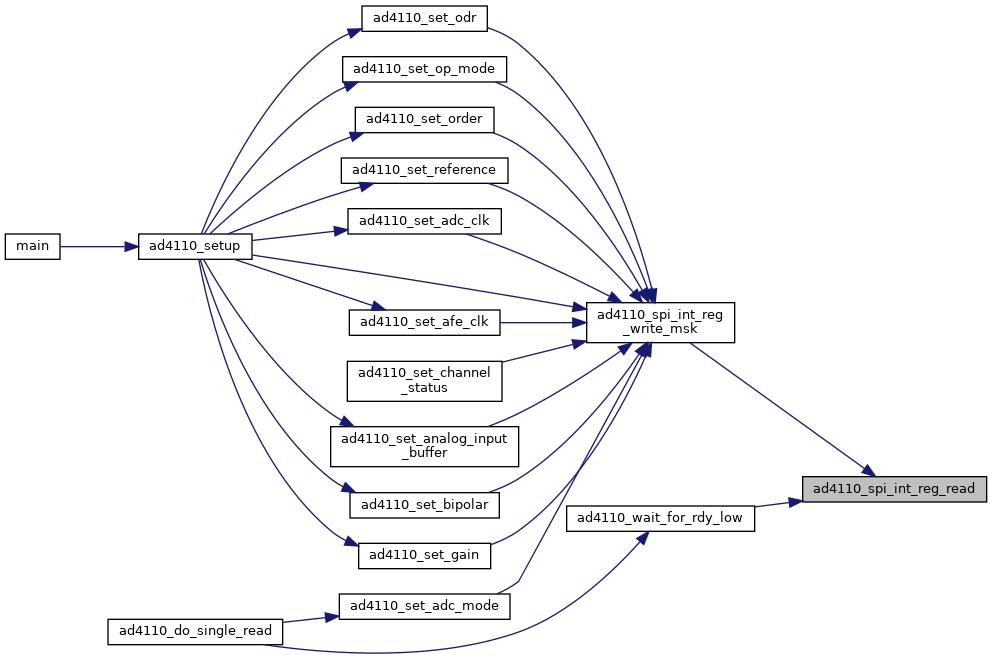 ad4110_set_odr
ad4110_set_op_mode
ad4110_set_order
ad4110_set_reference
ad4110_set_adc_clk
main
ad4110_setup
ad4110_spi_int_reg
_write_msk
ad4110_set_afe_clk
ad4110_set_channel
_status
ad4110_set_analog_input
_buffer
ad4110_spi_int_reg_read
ad4110_set_bipolar
ad4110_wait_for_rdy_low
ad4110_set_gain
ad4110_set_adc_mode
ad4110_do_single_read